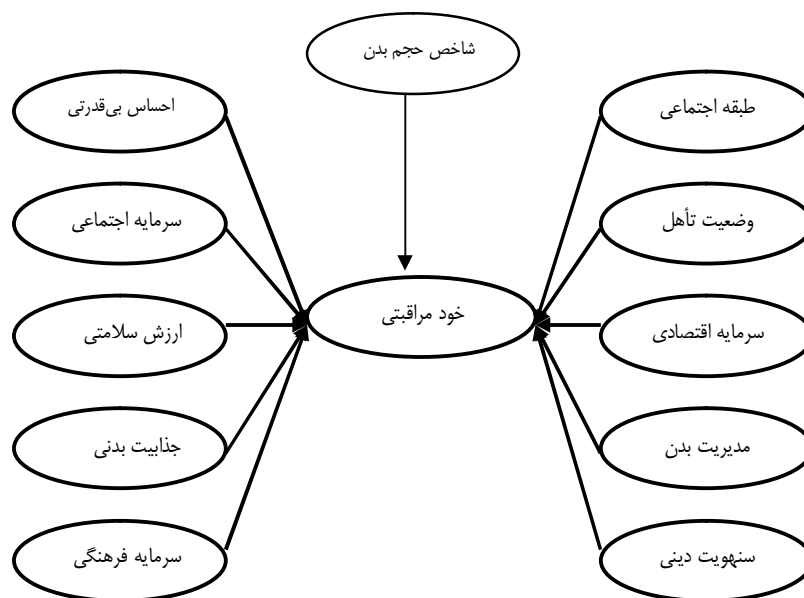 شاخص حجم بدن
طبقه اجتماعی
احساس بی‌قدرتی
وضعیت تأهل
سرمایه اجتماعی
خود مراقبتی
سرمایه اقتصادی
ارزش سلامتی
مدیریت بدن
جذابیت بدنی
سنهویت دینی
سرمایه فرهنگی